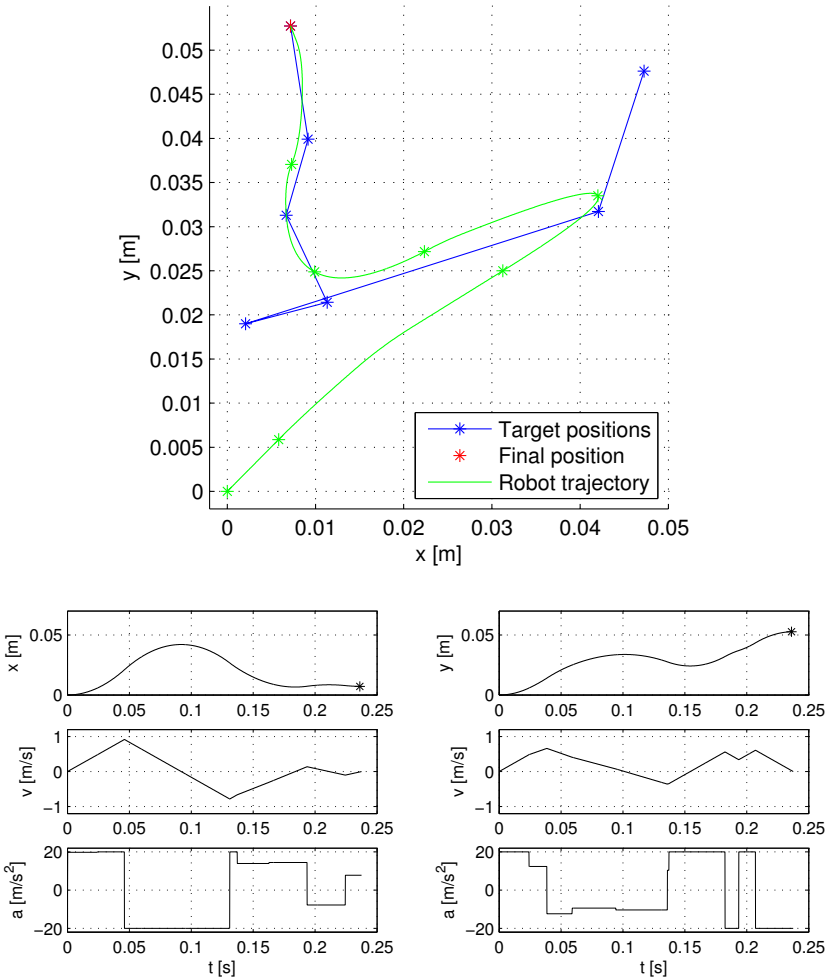 0.055
0.05
0.045
0.04
0.035
0.03
0.025
0.02
0.015
0.01
0.005
0
y [m]
0 0.01 0.02 0.03 0.04 0.05
x [m]
Target positions
Final position
Robot trajectory
x [m]
0.05
0
0 0.05 0.1 0.15 0.2 0.25
v [m/s]
1
0
−1
0 0.05 0.1 0.15 0.2 0.25
a [m/s²]
20
0
−20
0 0.05 0.1 0.15 0.2 0.25
t [s]
y [m]
0.05
0
0 0.05 0.1 0.15 0.2 0.25
v [m/s]
1
0
−1
0 0.05 0.1 0.15 0.2 0.25
a [m/s²]
20
0
−20
0 0.05 0.1 0.15 0.2 0.25
t [s]